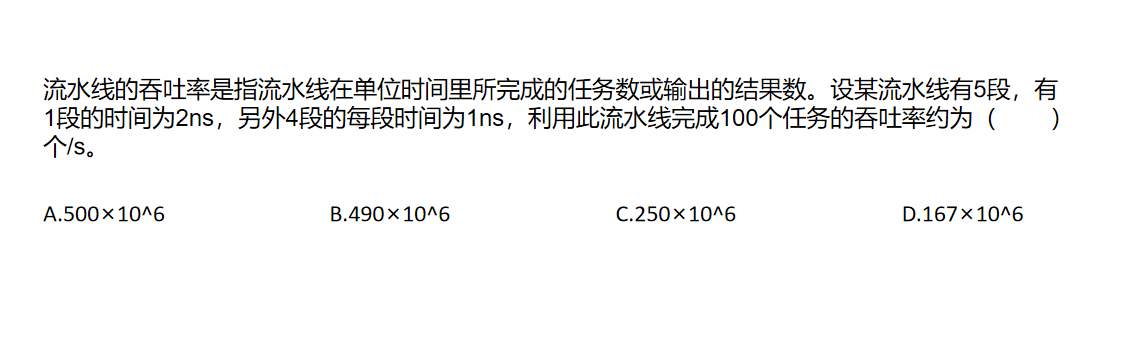 流水线的吞吐率是指流水线在单位时间里所完成的任务数或输出的结果数。设某流水线有5段，有
1段的时间为2ns，另外4段的每段时间为1ns，利用此流水线完成100个任务的吞吐率约为（　　）
个/s。
A.500×10^6 B.490×10^6 C.250×10^6 D.167×10^6